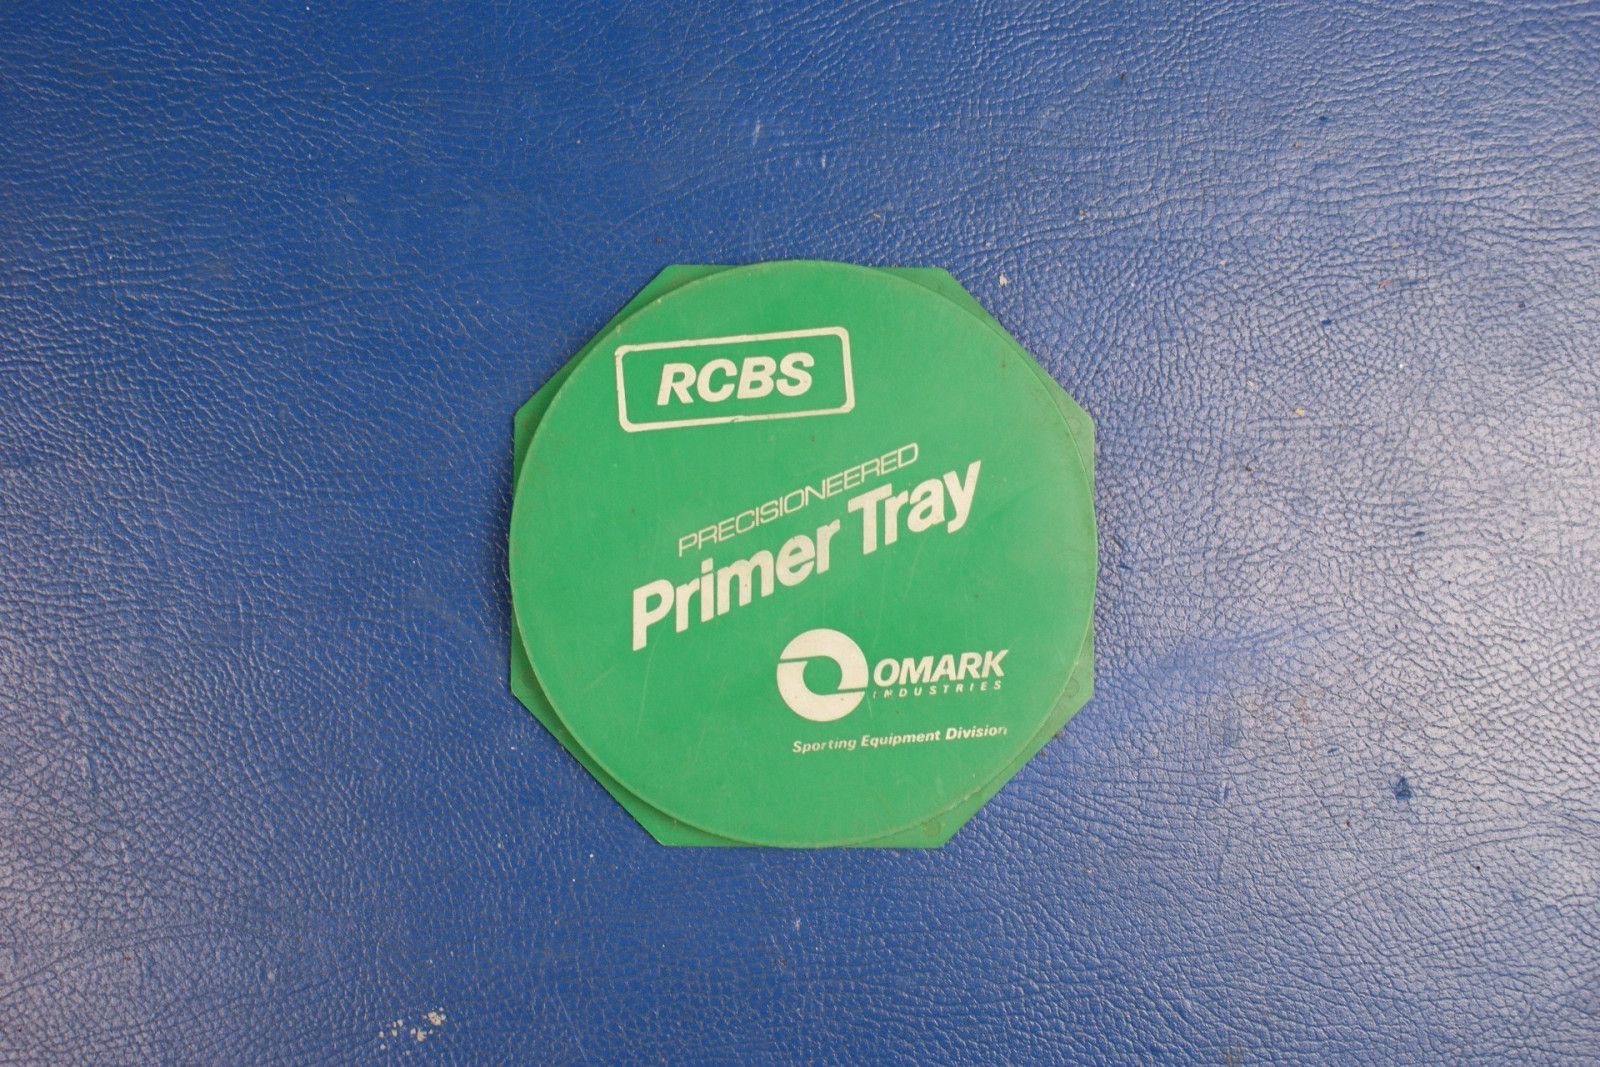 RCBS
PRECISIONEERED
Primer Tray
OMARK
INDUSTRIES
Sporting Equipment Division